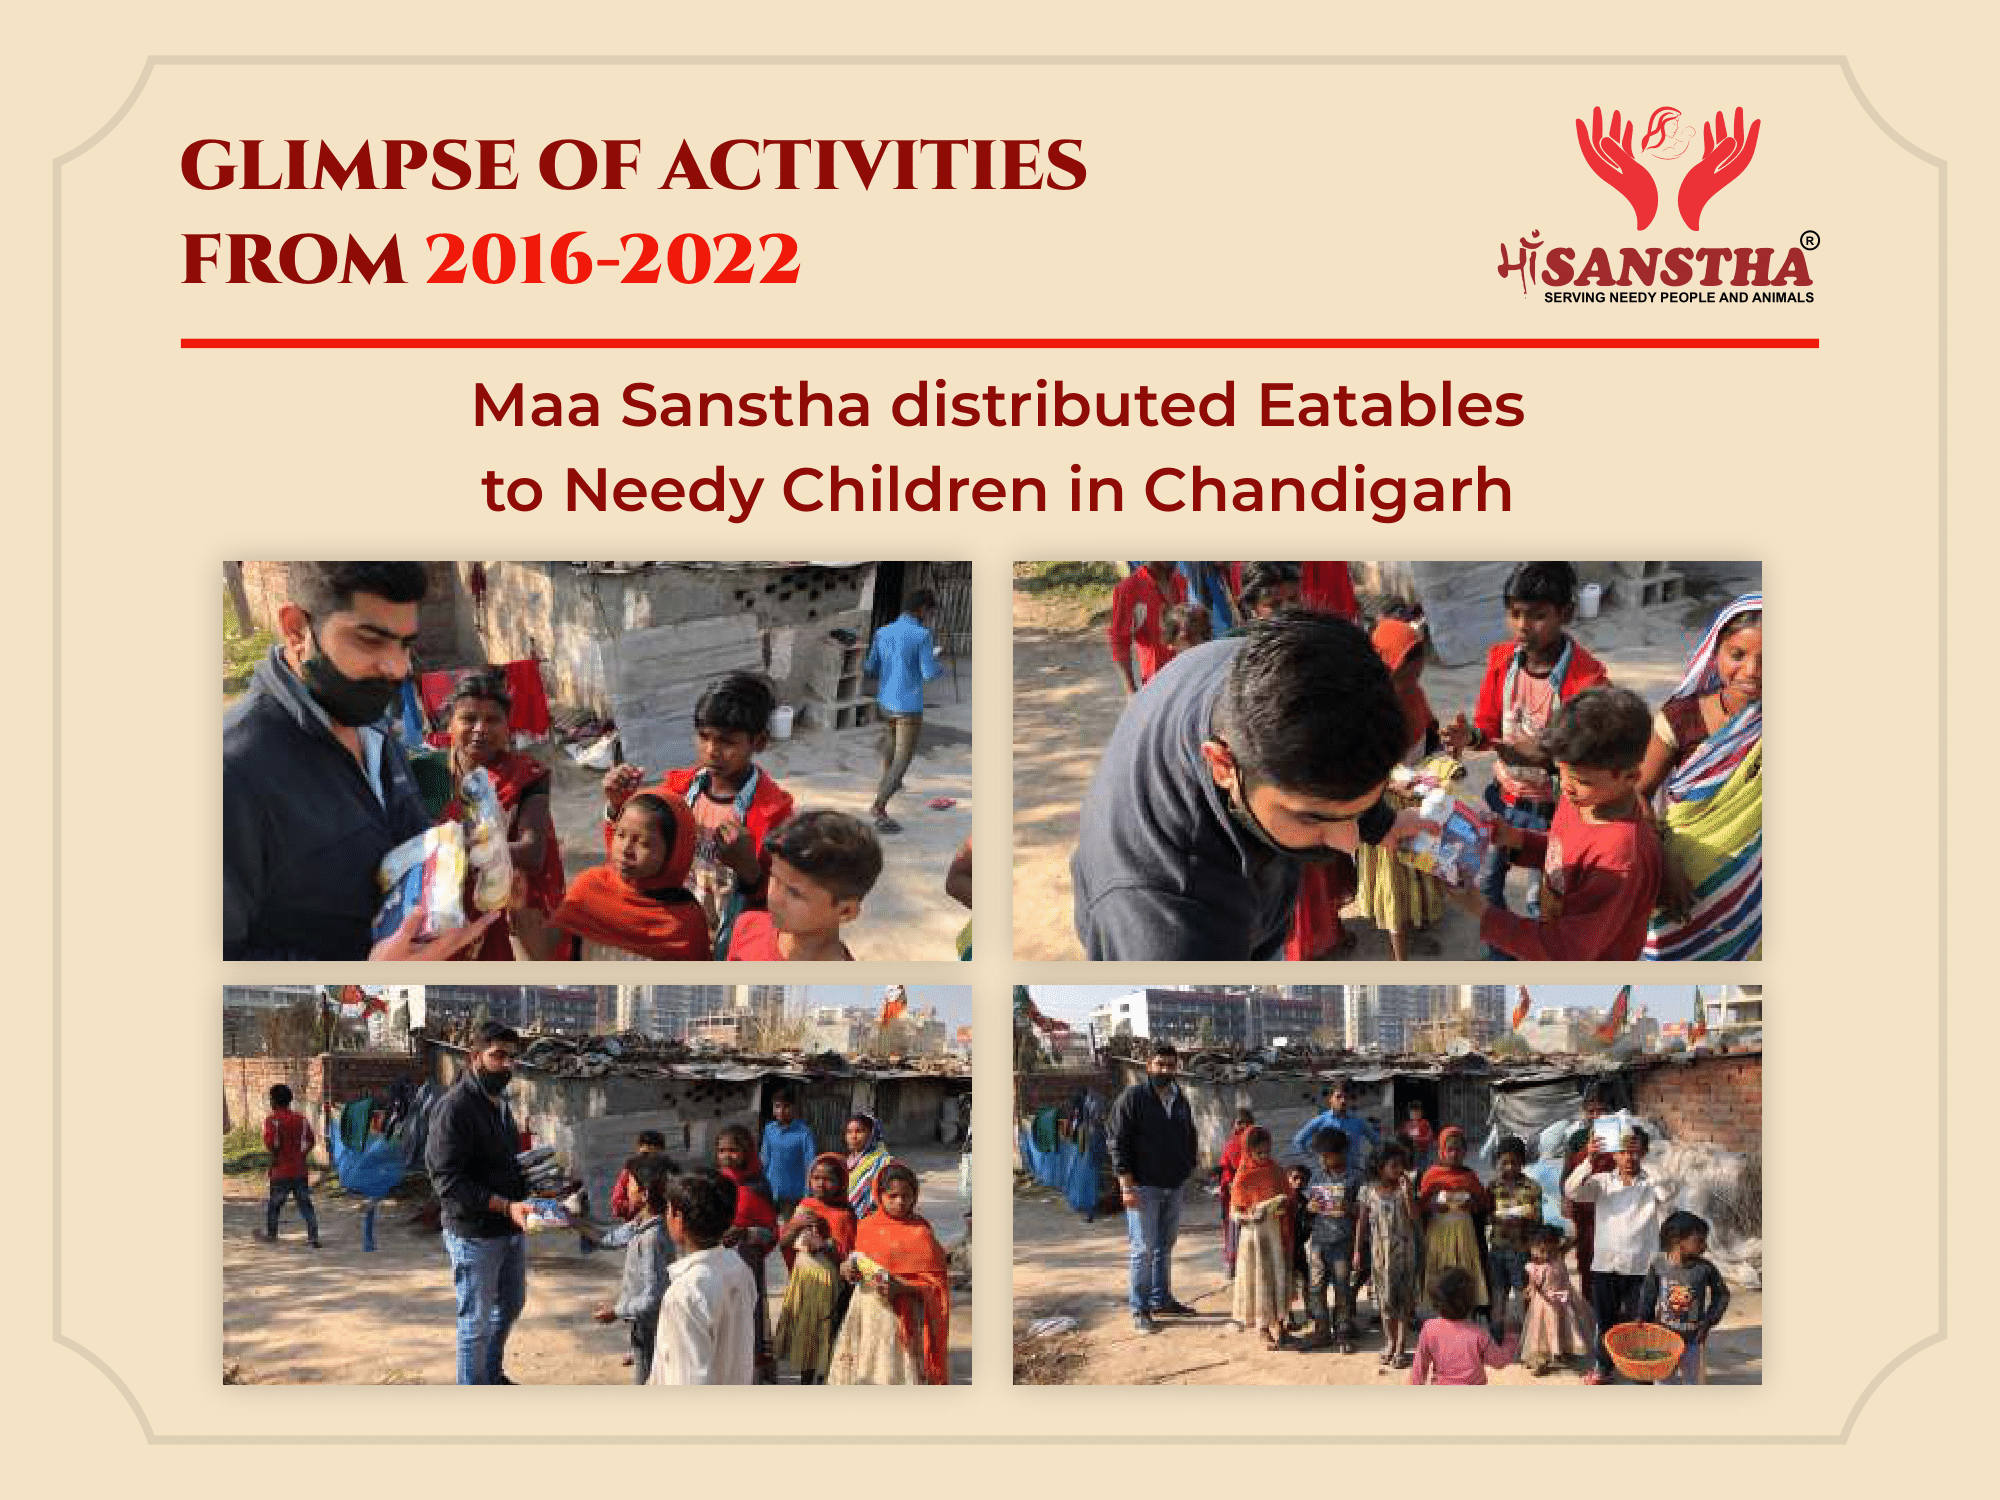 GLIMPSE OF ACTIVITIES
FROM 2016-2022
माँ SANSTHA®
SERVING NEEDY PEOPLE AND ANIMALS
Maa Sanstha distributed Eatables
to Needy Children in Chandigarh